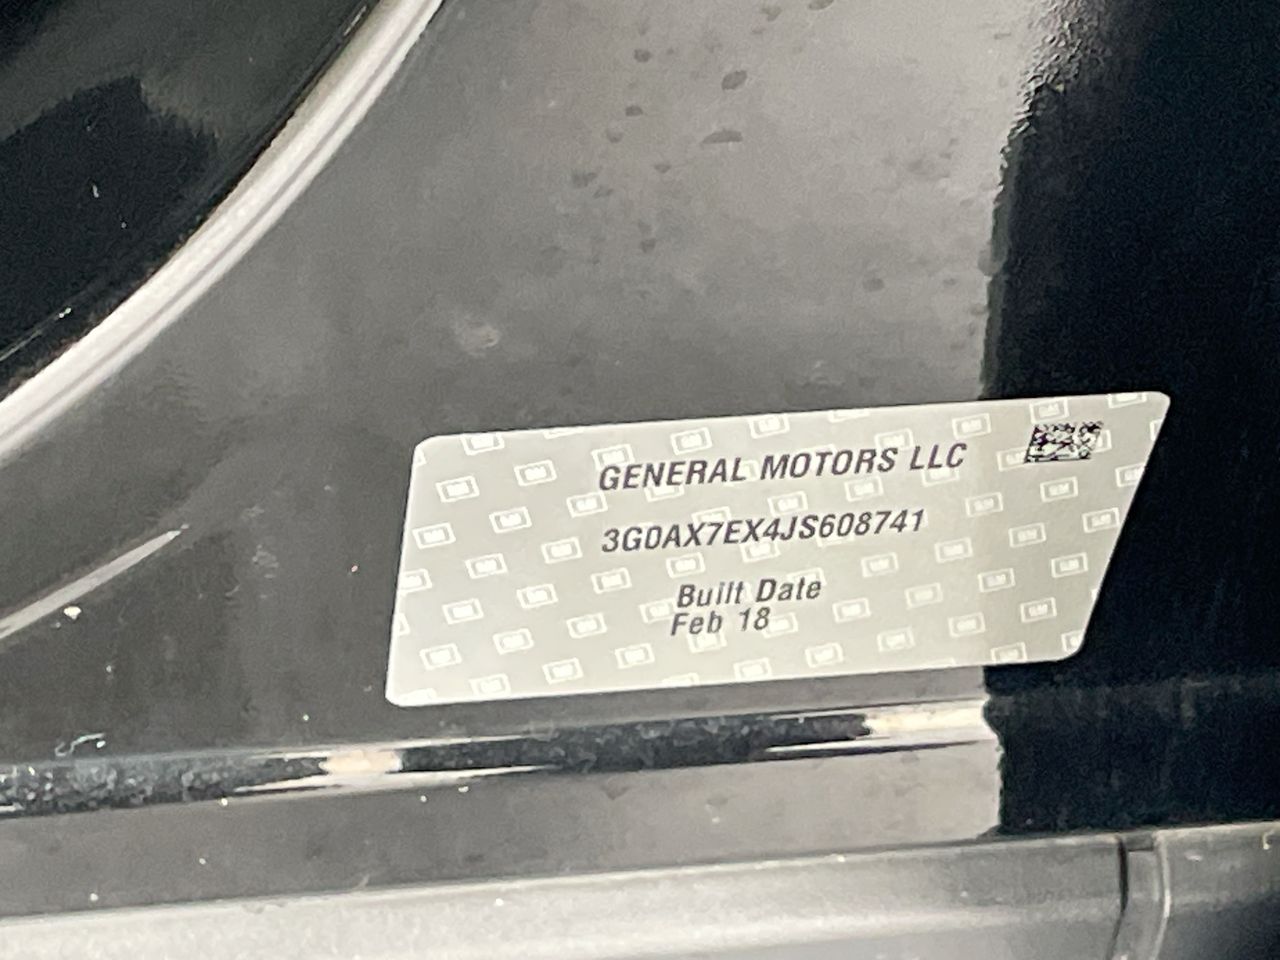 GENERAL MOTORS LLC
3G0AX7EX4JS608741
Built Date
Feb 18